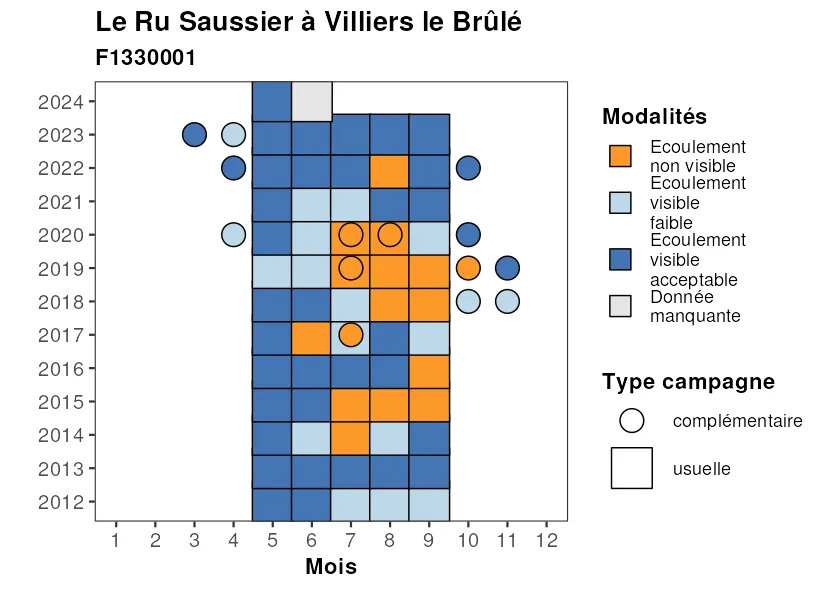 Le Ru Saussier à Villiers le Brûlé
F1330001
2024
2023
2022
2021
2020
2019
2018
2017
2016
2015
2014
2013
2012
1 2 3 4 5 6 7 8 9 10 11 12
Mois
Modalités
Ecoulement
non visible
Ecoulement
visible
faible
Ecoulement
visible
acceptable
Donnée
manquante
Type campagne
complémentaire
usuelle